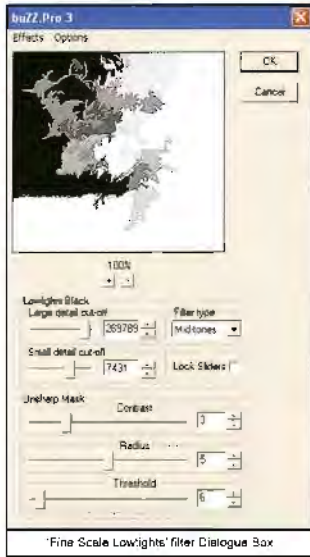 buZZ.Pro 3
Effects Options
OK
Cancel
100%
+ -
Lowlights Black
Large detail cut-off
269789
Filter type
Midtones
Small detail cut-off
7431
Lock Sliders
Unsharp Mask
Contrast
3
Radius
5
Threshold
6
'Fine Scale Lowlights' filter Dialogue Box